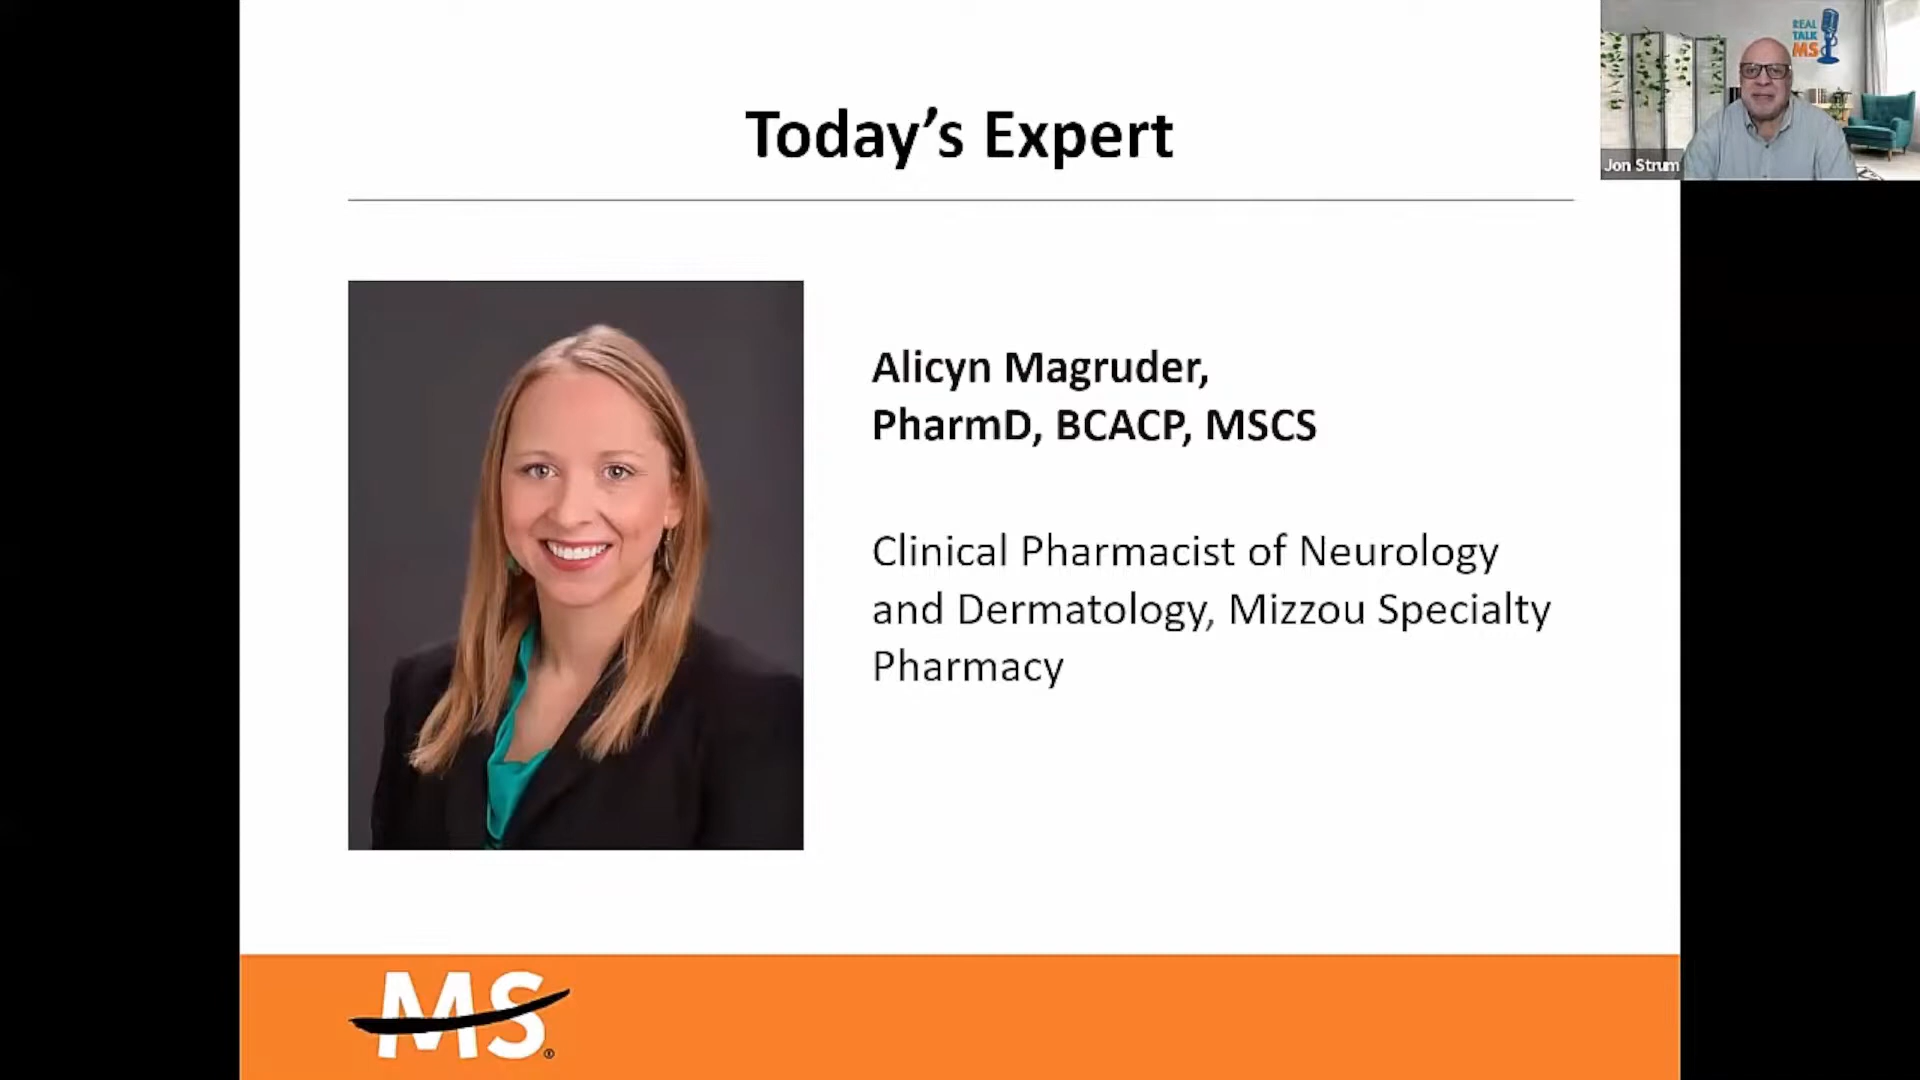 Today’s Expert
REAL
TALK
MS
Jon Strum
Alicyn Magruder,
PharmD, BCACP, MSCS
Clinical Pharmacist of Neurology
and Dermatology, Mizzou Specialty
Pharmacy
MS®